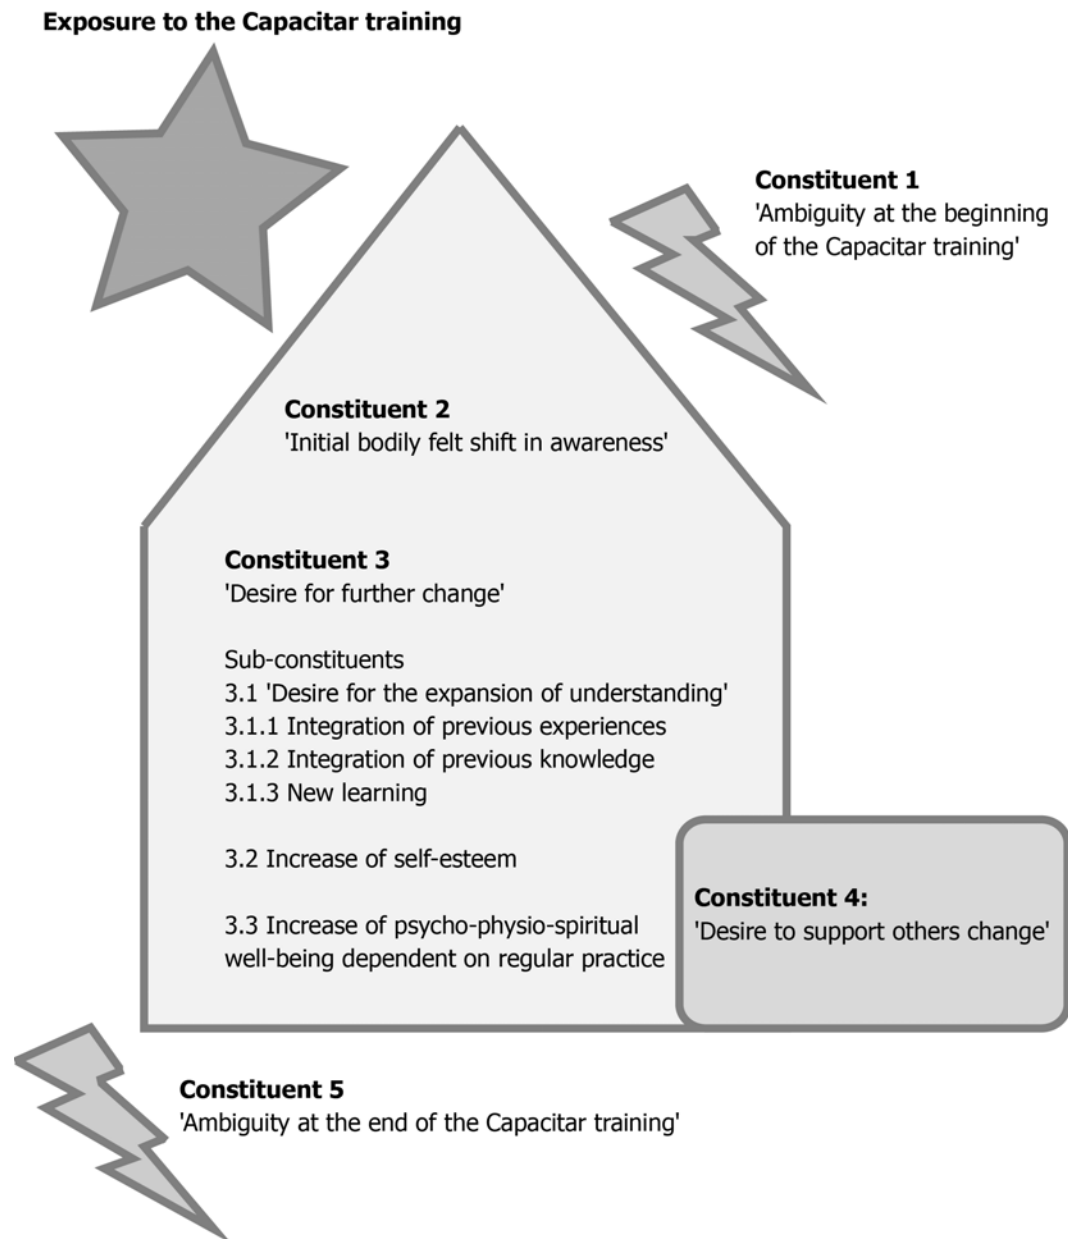 Exposure to the Capacitar training
Constituent 1
'Ambiguity at the beginning
of the Capacitar training'
Constituent 2
'Initial bodily felt shift in awareness'
Constituent 3
'Desire for further change'
Sub-constituents
3.1 'Desire for the expansion of understanding'
3.1.1 Integration of previous experiences
3.1.2 Integration of previous knowledge
3.1.3 New learning
3.2 Increase of self-esteem
3.3 Increase of psycho-physio-spiritual
well-being dependent on regular practice
Constituent 4:
'Desire to support others change'
Constituent 5
'Ambiguity at the end of the Capacitar training'